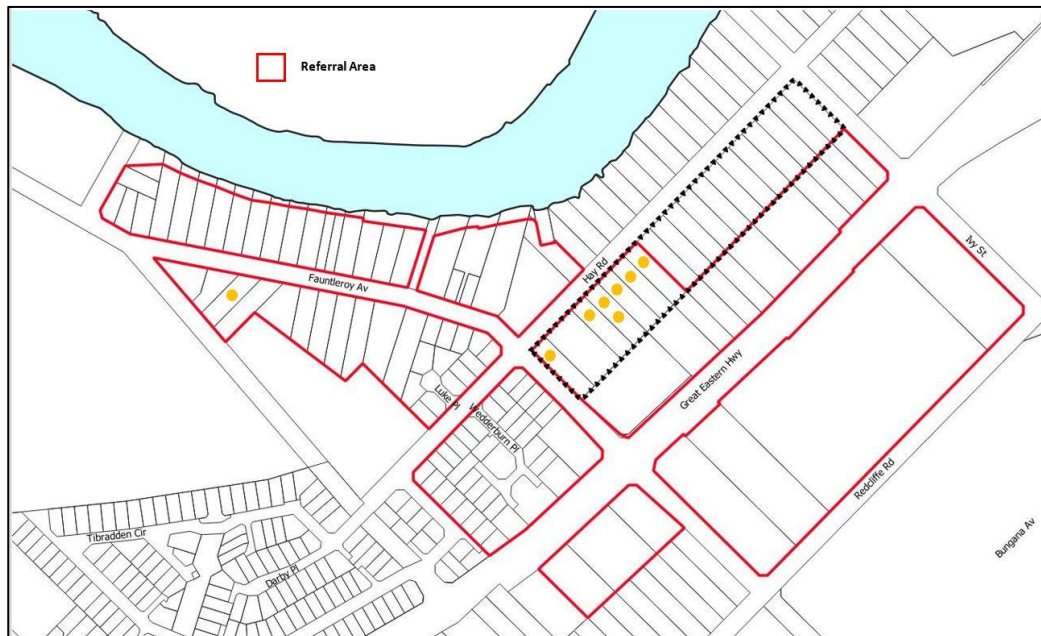 Referral Area
Hay Rd
Ivy St
Fauntleroy Av
Great Eastern Hwy
Luke Pl
Wedderburn Pl
Redcliffe Rd
Bungana Av
Tibradden Cir
Darby Pl